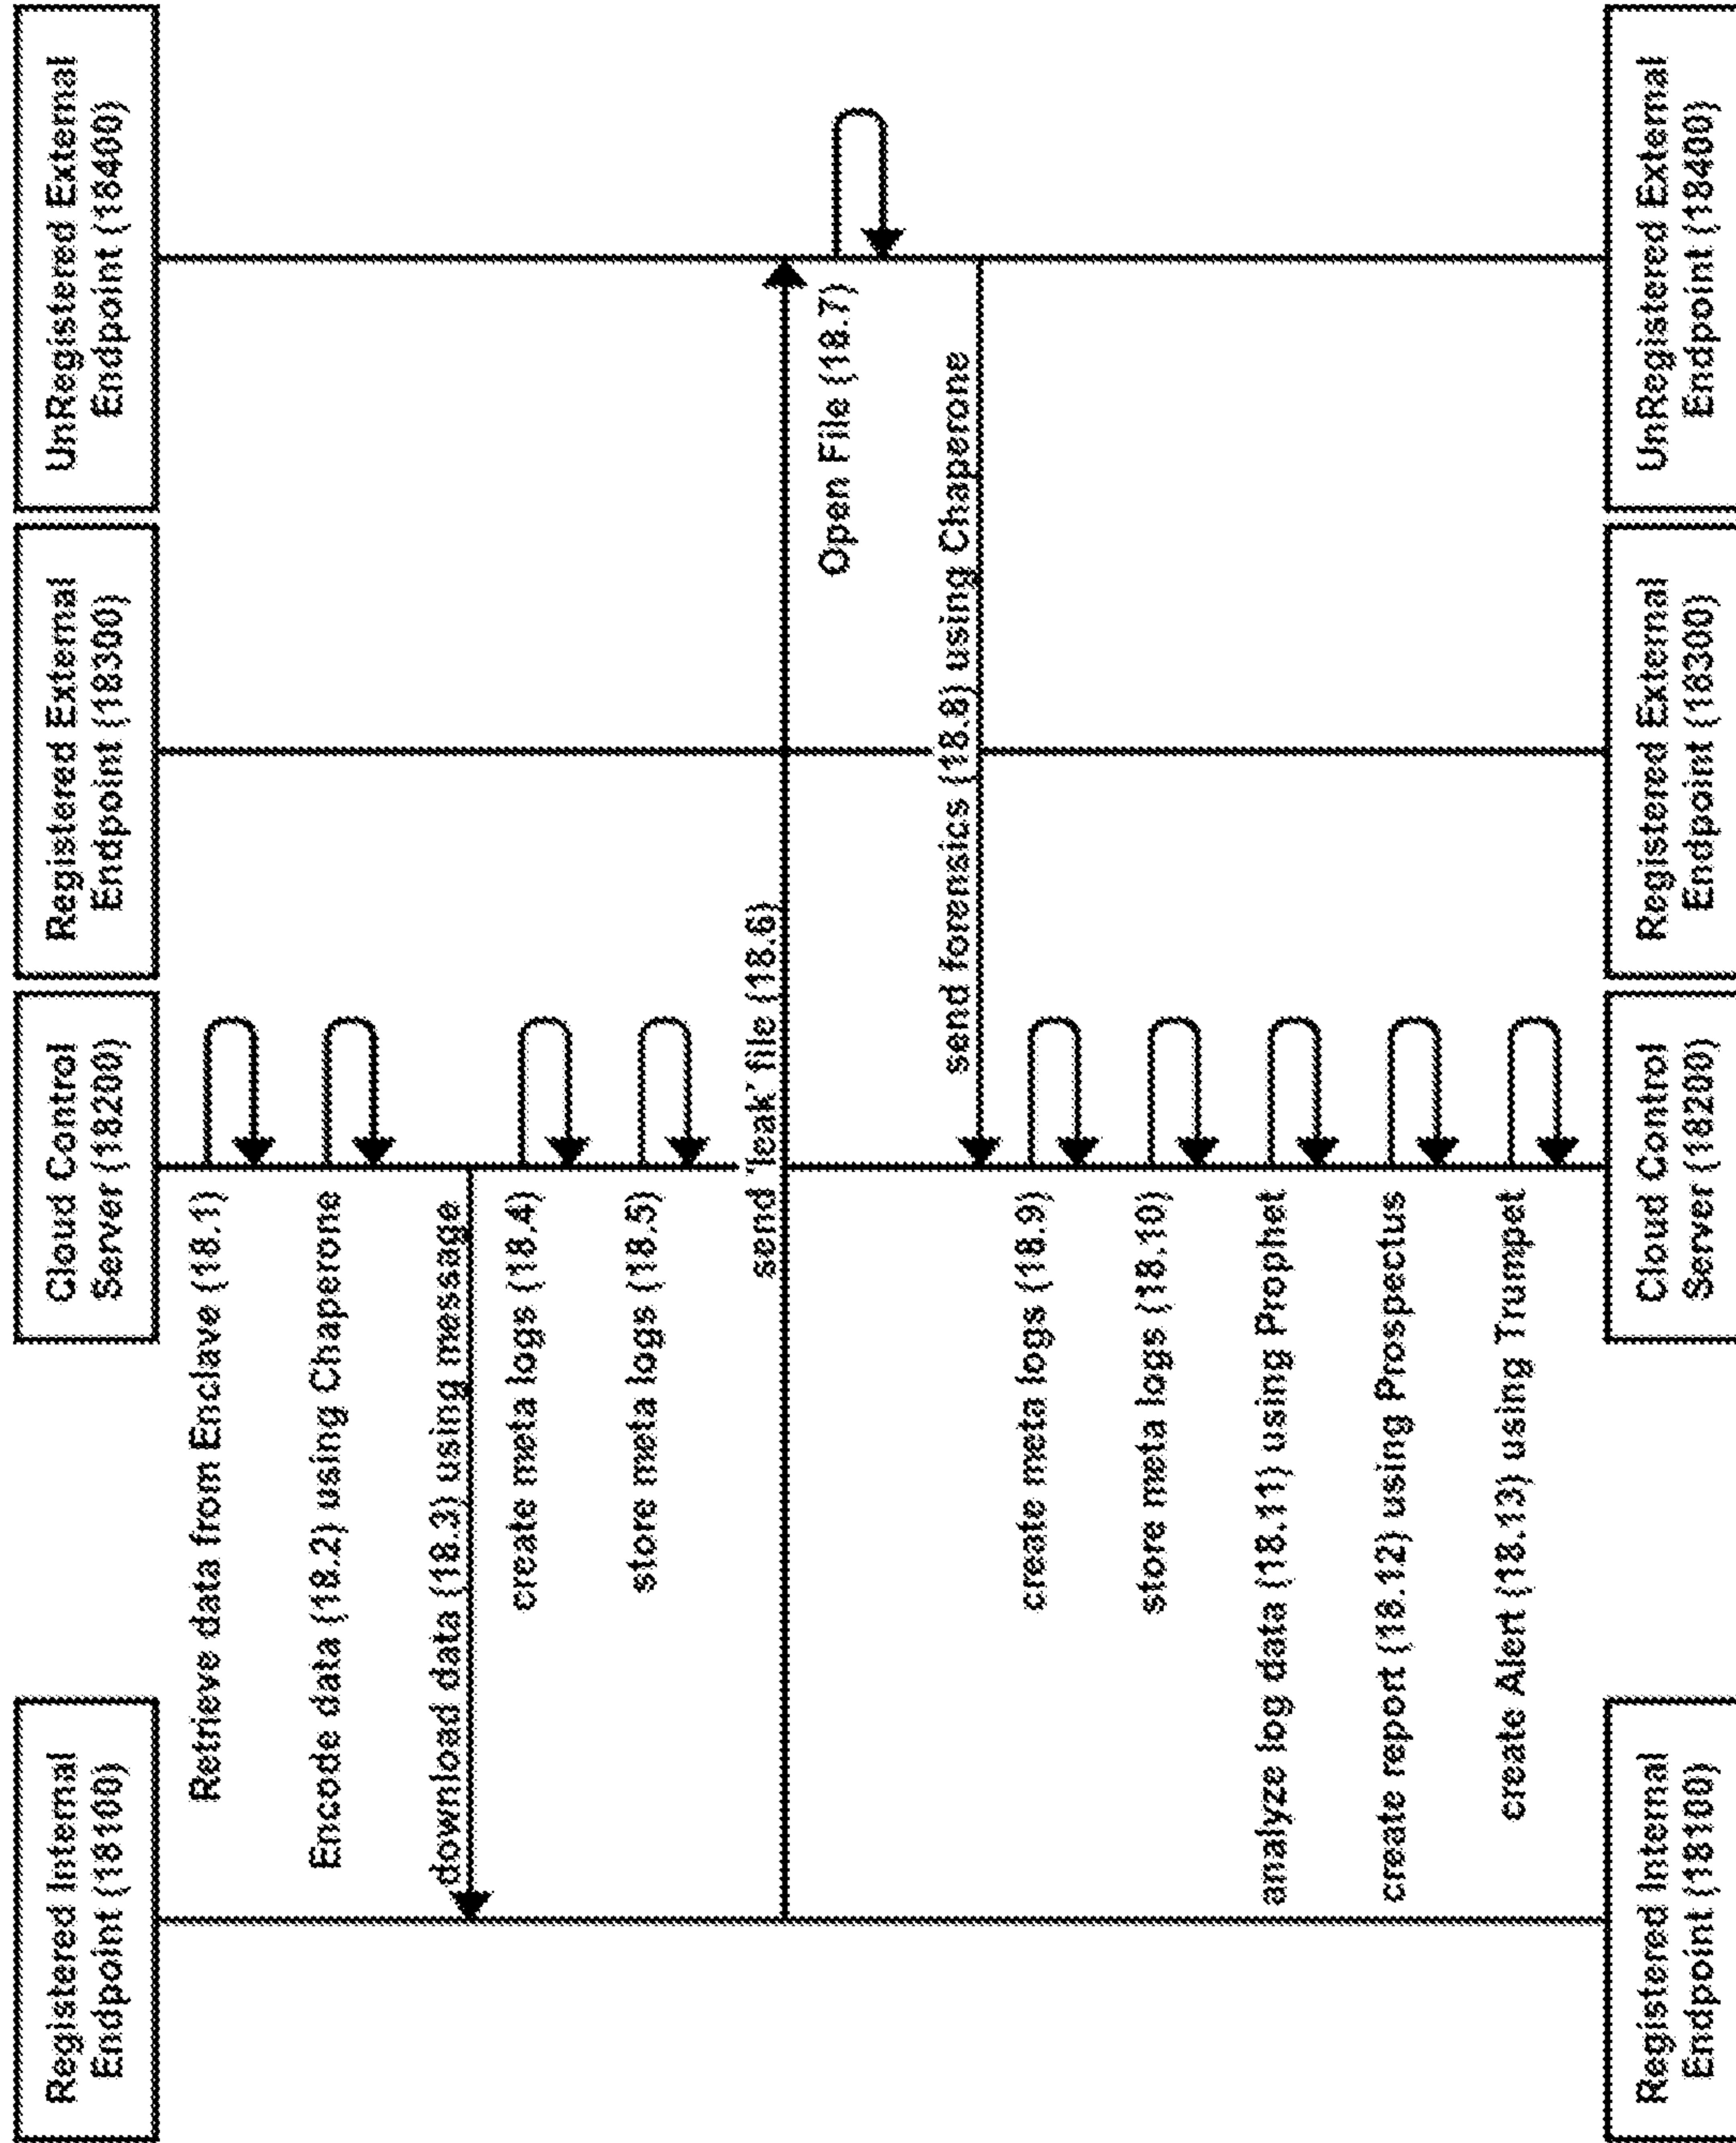 Registered Internal
Endpoint (18100)
Cloud Control
Server (18200)
Registered External
Endpoint (18300)
UnRegistered External
Endpoint (18400)
Retrieve data from Enclave (18.1)
Encode data (18.2) using Chaperone
download data (18.3) using message
create meta logs (18.4)
store meta logs (18.5)
send 'leak' file (18.6)
Open File (18.7)
send forensics (18.8) using Chaperone
create meta logs (18.9)
store meta logs (18.10)
analyze log data (18.11) using Prophet
create report (18.12) using Prospectus
create Alert (18.13) using Trumpet
Registered Internal
Endpoint (18100)
Cloud Control
Server (18200)
Registered External
Endpoint (18300)
UnRegistered External
Endpoint (18400)